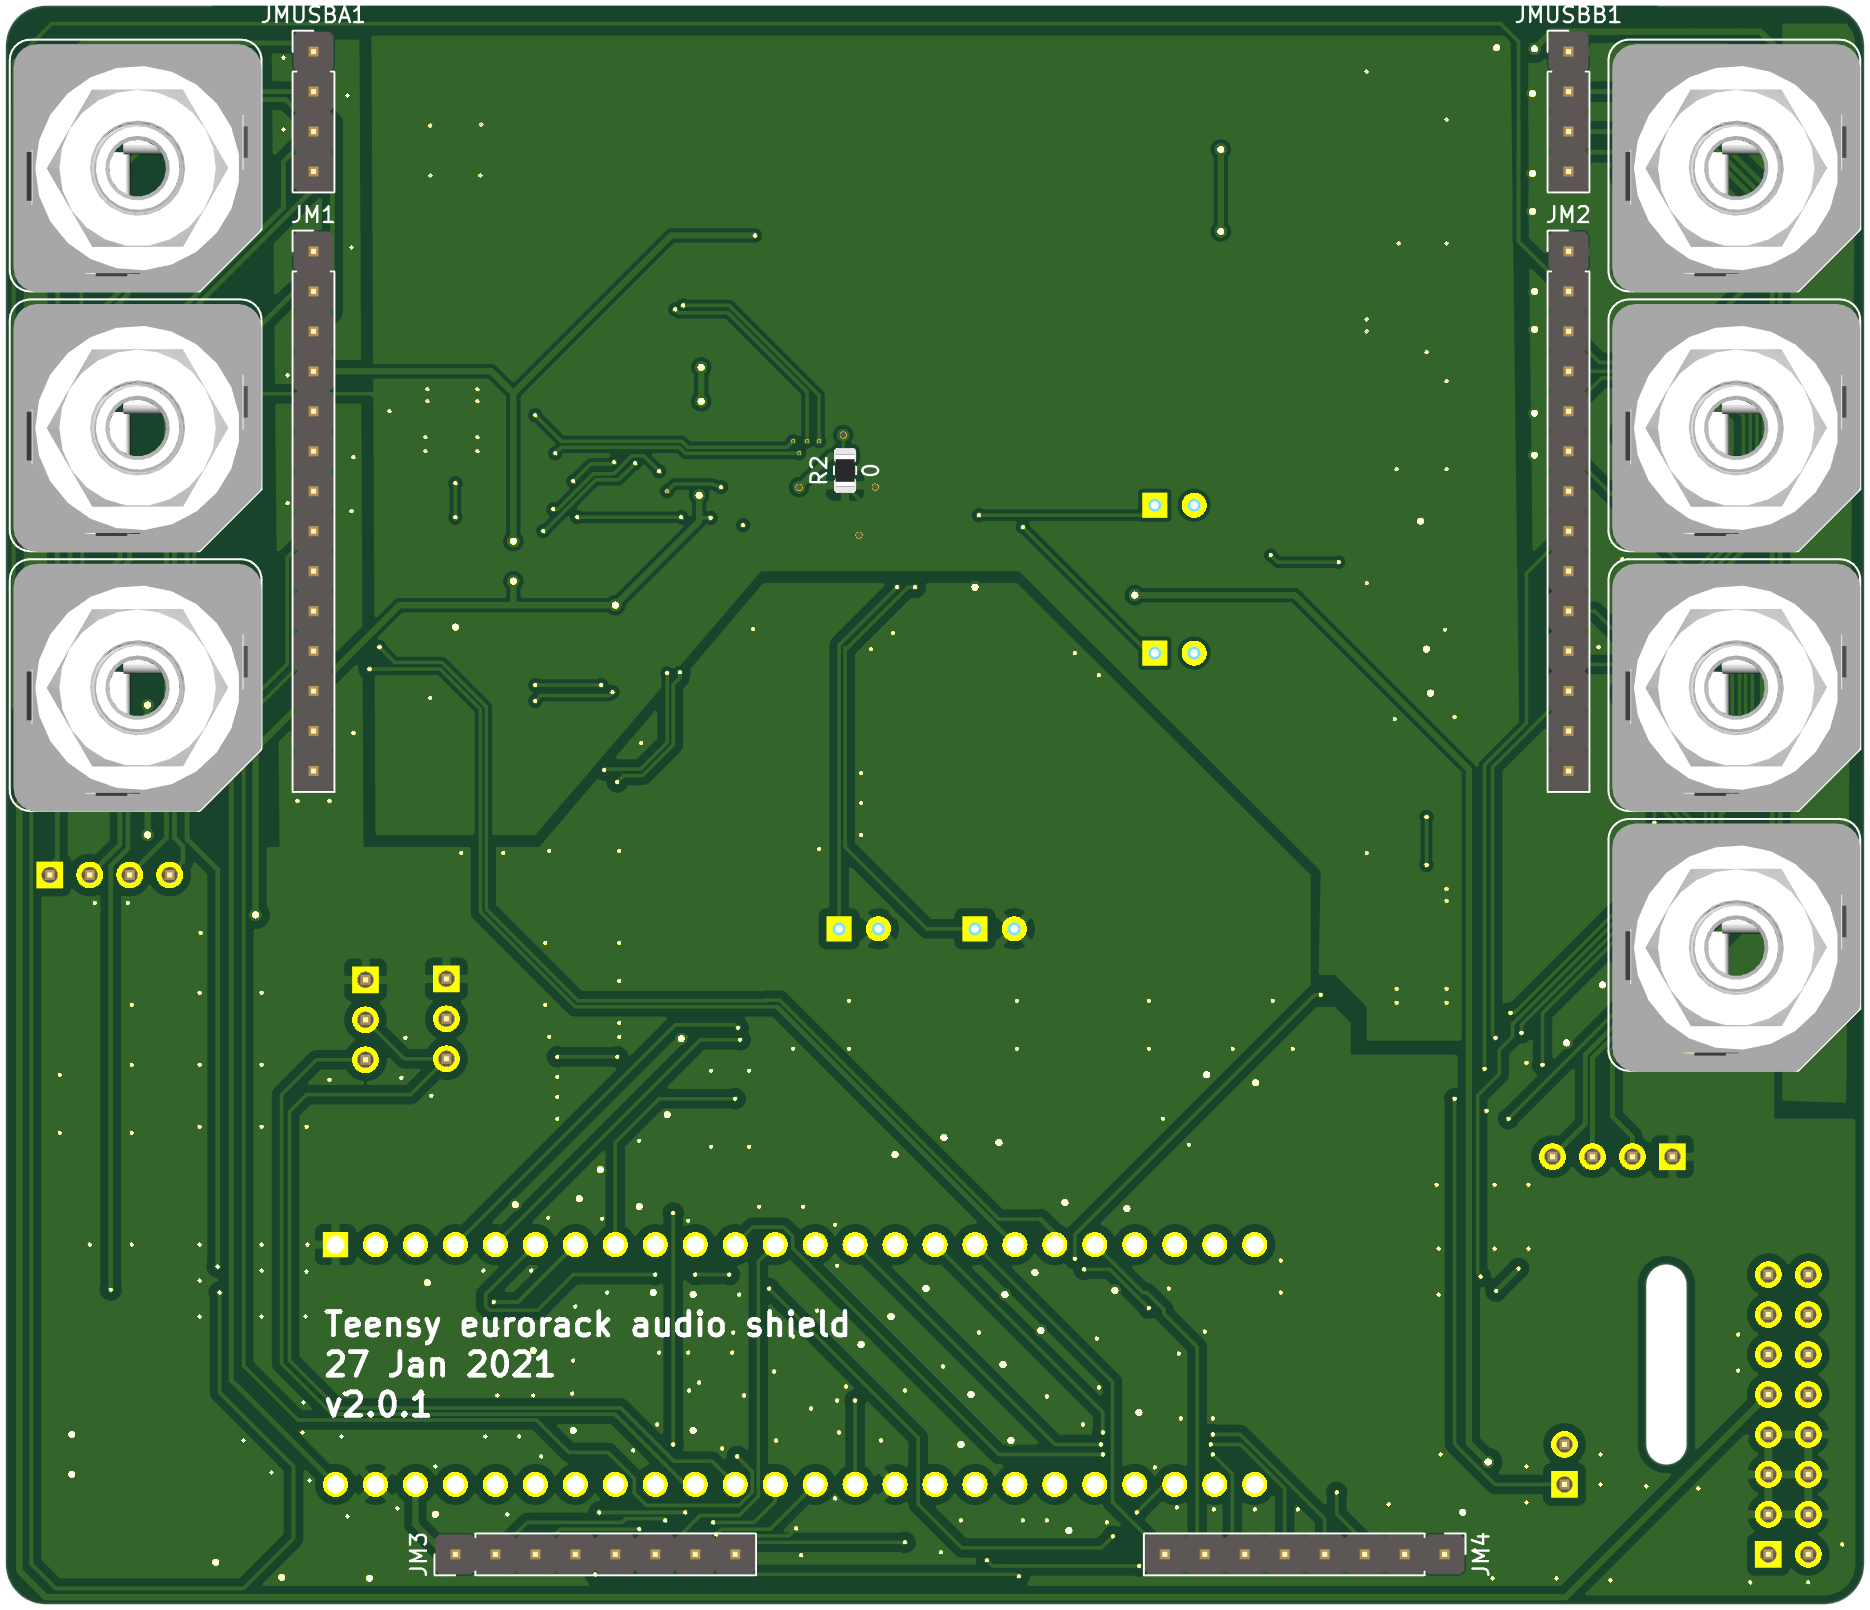 JMUSBA1
JMUSBB1
JM1
JM2
R2
0
Teensy eurorack audio shield
27 Jan 2021
v2.0.1
JM3
JM4